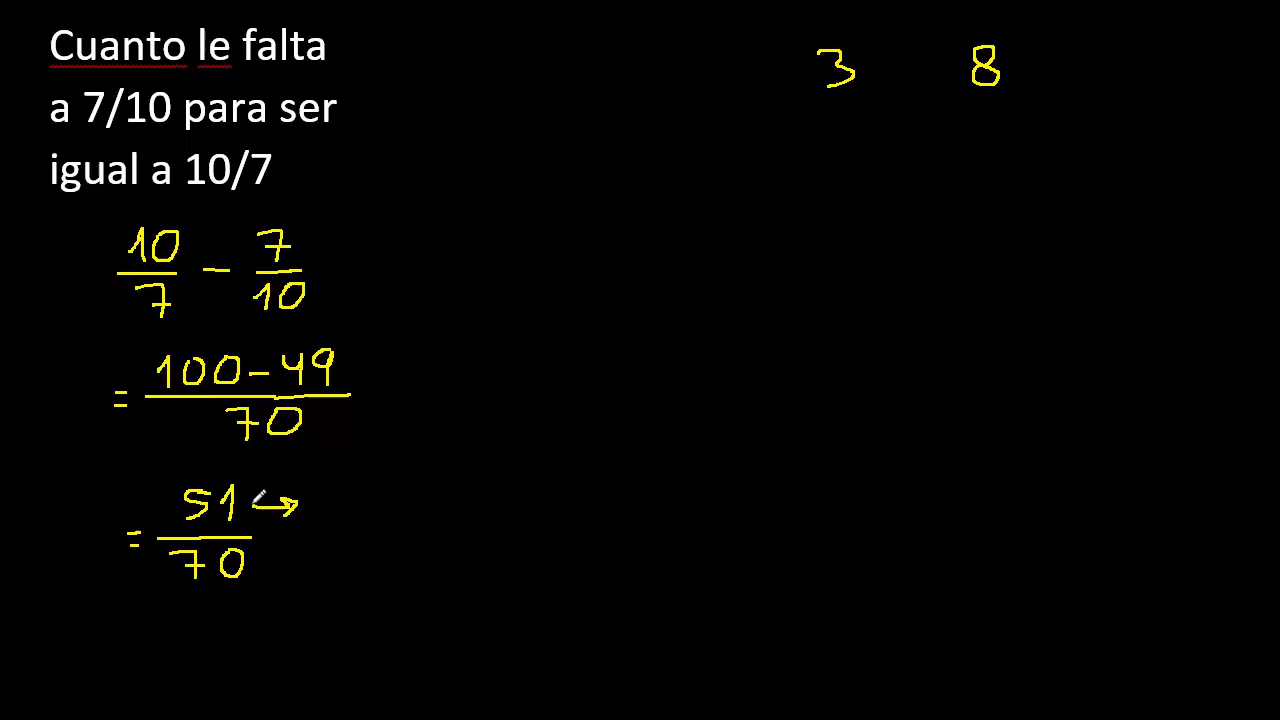 Cuanto le falta
a 7/10 para ser
igual a 10/7
3 8
10/7 - 7/10
= 100-49/70
= 51/70